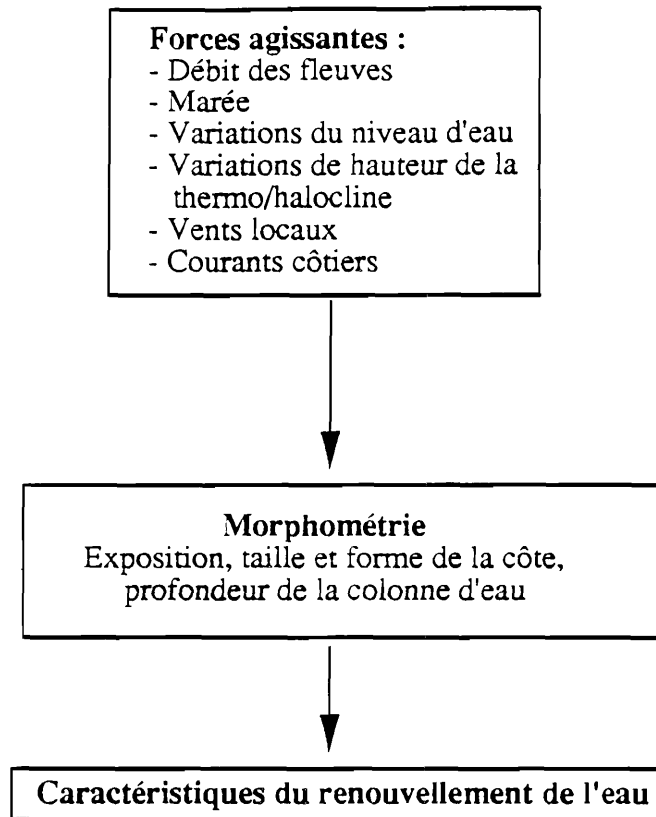 Forces agissantes :
- Débit des fleuves
- Marée
- Variations du niveau d'eau
- Variations de hauteur de la
thermo/halocline
- Vents locaux
- Courants côtiers
Morphométrie
Exposition, taille et forme de la côte,
profondeur de la colonne d'eau
Caractéristiques du renouvellement de l'eau